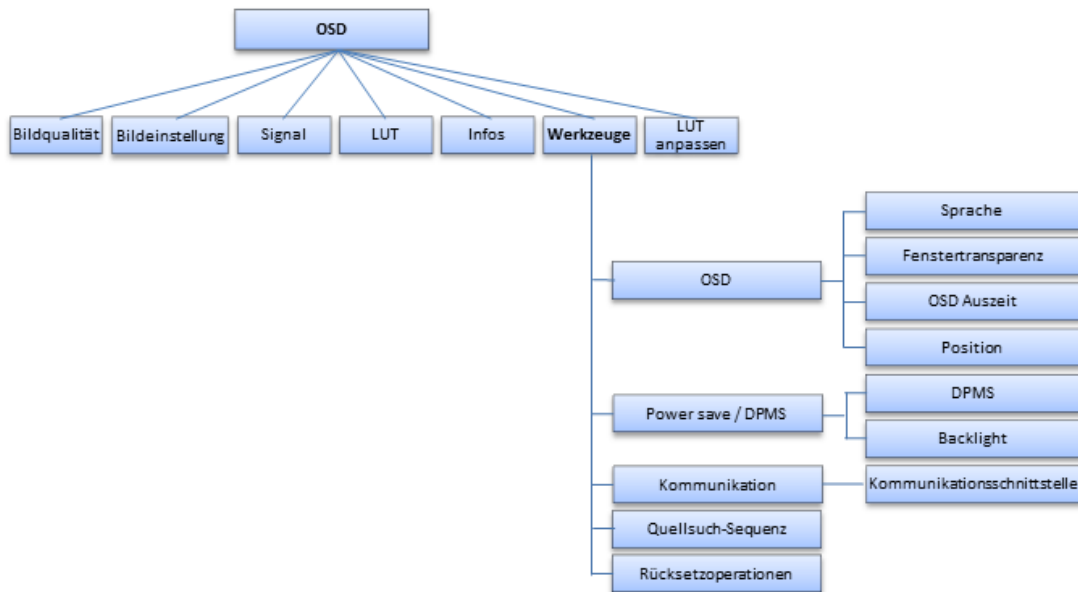 OSD
Bildqualität
Bildeinstellung
Signal
LUT
Infos
Werkzeuge
LUT
anpassen
OSD
Sprache
Fenstertransparenz
OSD Auszeit
Position
Power save / DPMS
DPMS
Backlight
Kommunikation
Kommunikationsschnittstelle
Quellsuch-Sequenz
Rücksetzoperationen